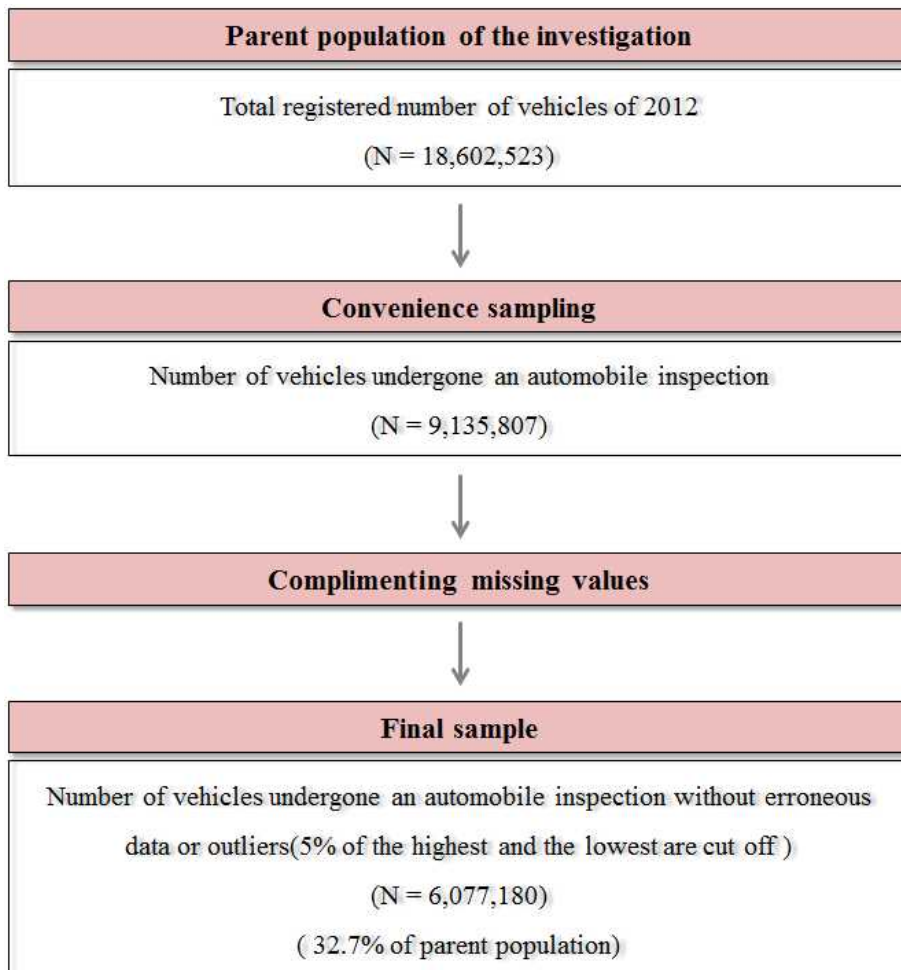 Parent population of the investigation
Total registered number of vehicles of 2012
(N = 18,602,523)
Convenience sampling
Number of vehicles undergone an automobile inspection
(N = 9,135,807)
Complimenting missing values
Final sample
Number of vehicles undergone an automobile inspection without erroneous
data or outliers(5% of the highest and the lowest are cut off )
(N = 6,077,180)
( 32.7% of parent population)